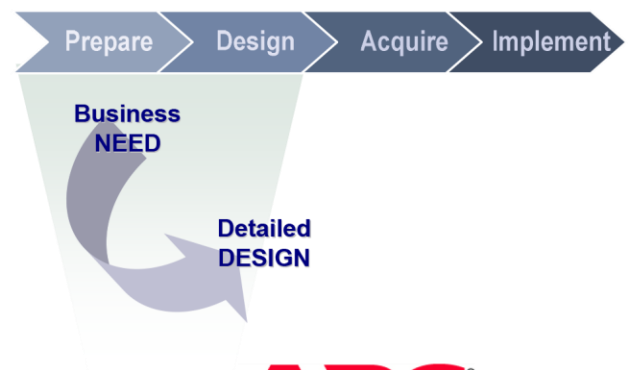 Prepare Design Acquire Implement
Business
NEED
Detailed
DESIGN